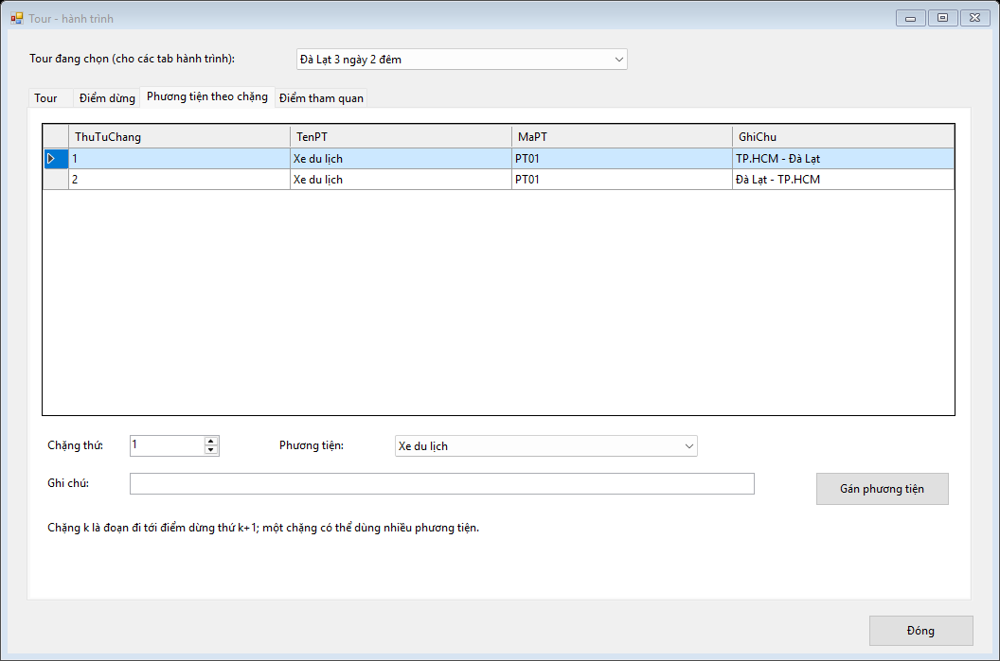 Tour - hành trình
Tour đang chọn (cho các tab hành trình): Đà Lạt 3 ngày 2 đêm
Tour Điểm dừng Phương tiện theo chặng Điểm tham quan
ThuTuChang TenPT MaPT GhiChu
1 Xe du lịch PT01 TP.HCM - Đà Lạt
2 Xe du lịch PT01 Đà Lạt - TP.HCM
Chặng thứ: 1 Phương tiện: Xe du lịch
Ghi chú:
Gán phương tiện
Chặng k là đoạn đi tới điểm dừng thứ k+1; một chặng có thể dùng nhiều phương tiện.
Đóng